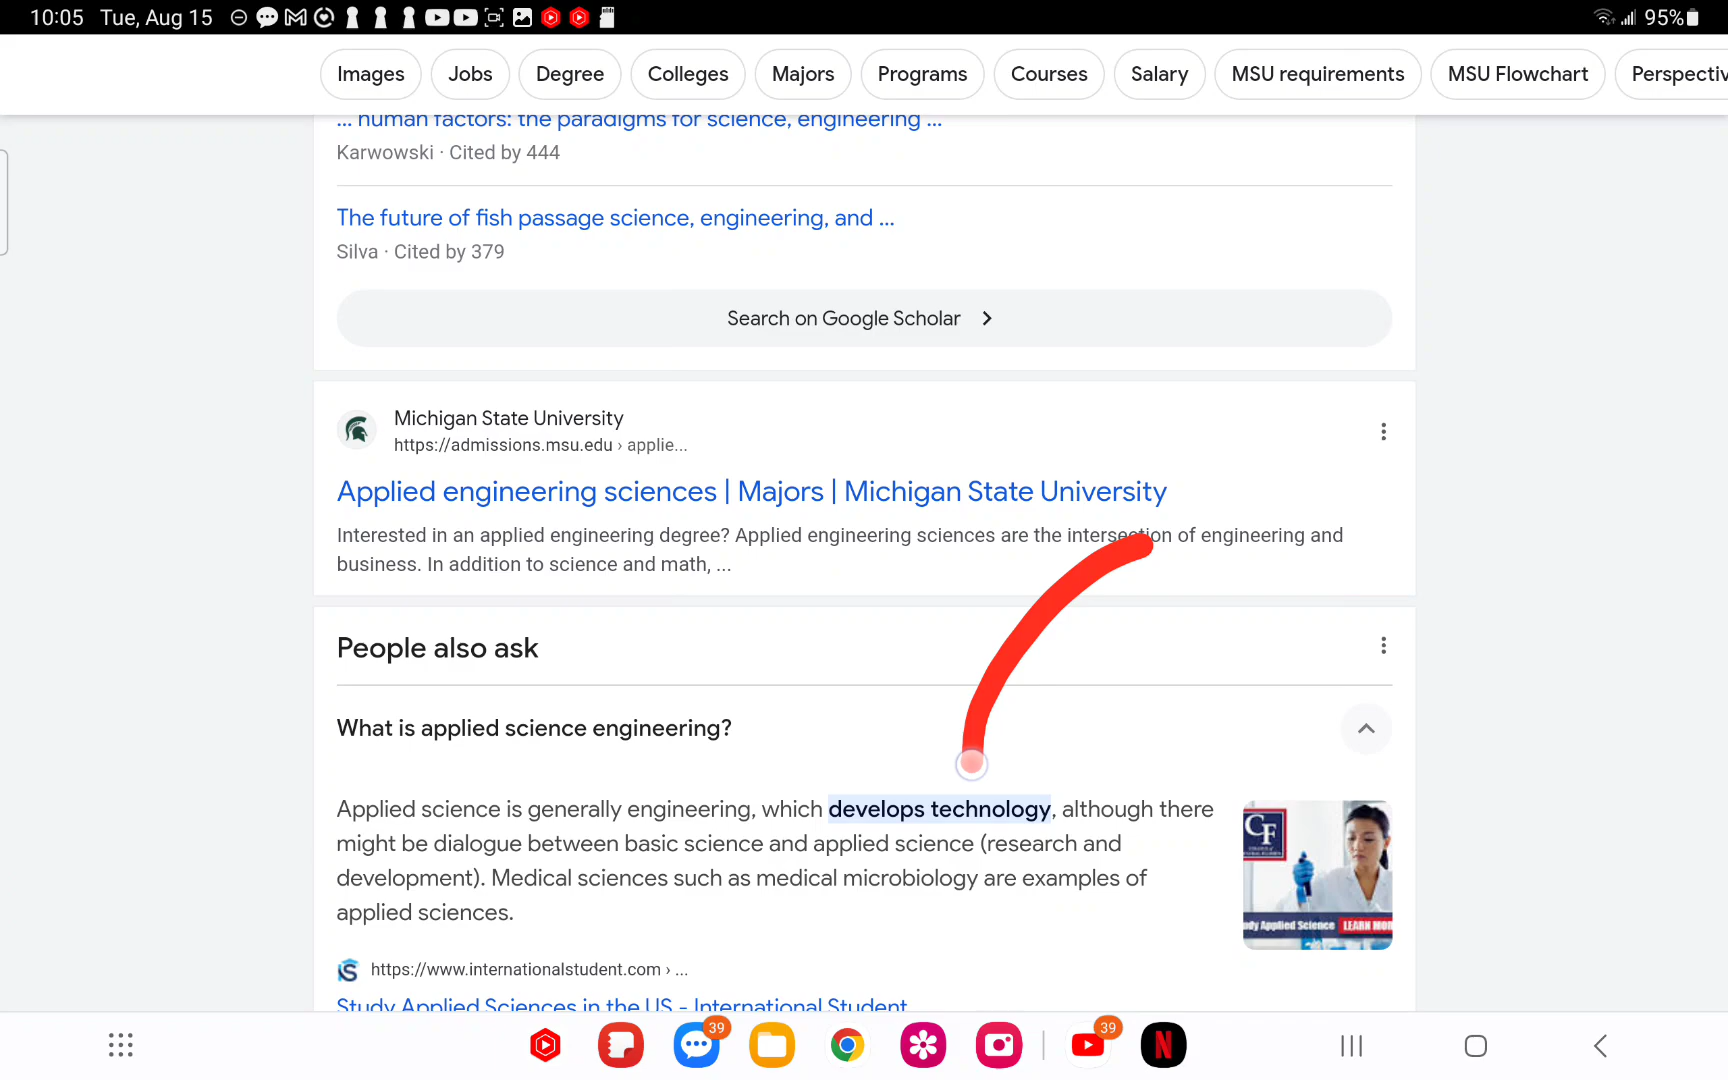 10:05 Tue, Aug 15 95%
Images Jobs Degree Colleges Majors Programs Courses Salary MSU requirements MSU Flowchart Perspectiv
... human factors: the paradigms for science, engineering ...
Karwowski · Cited by 444
The future of fish passage science, engineering, and ...
Silva · Cited by 379
Search on Google Scholar
Michigan State University
https://admissions.msu.edu › applie...
Applied engineering sciences | Majors | Michigan State University
Interested in an applied engineering degree? Applied engineering sciences are the intersection of engineering and
business. In addition to science and math, ...
People also ask
What is applied science engineering?
Applied science is generally engineering, which develops technology, although there
might be dialogue between basic science and applied science (research and
development). Medical sciences such as medical microbiology are examples of
applied sciences.
CF
dy Applied Science LEARN MOR
https://www.internationalstudent.com › ...
Study Applied Sciences in the US - International Student
39 39